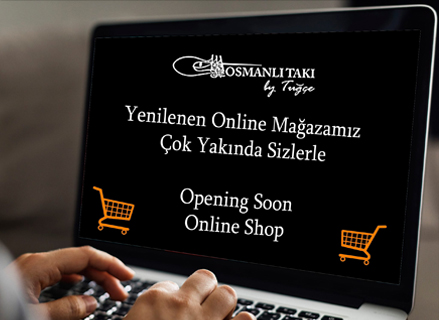 OSMANLI TAKI
by Tuğçe
Yenilenen Online Mağazamız
Çok Yakında Sizlerle
Opening Soon
Online Shop